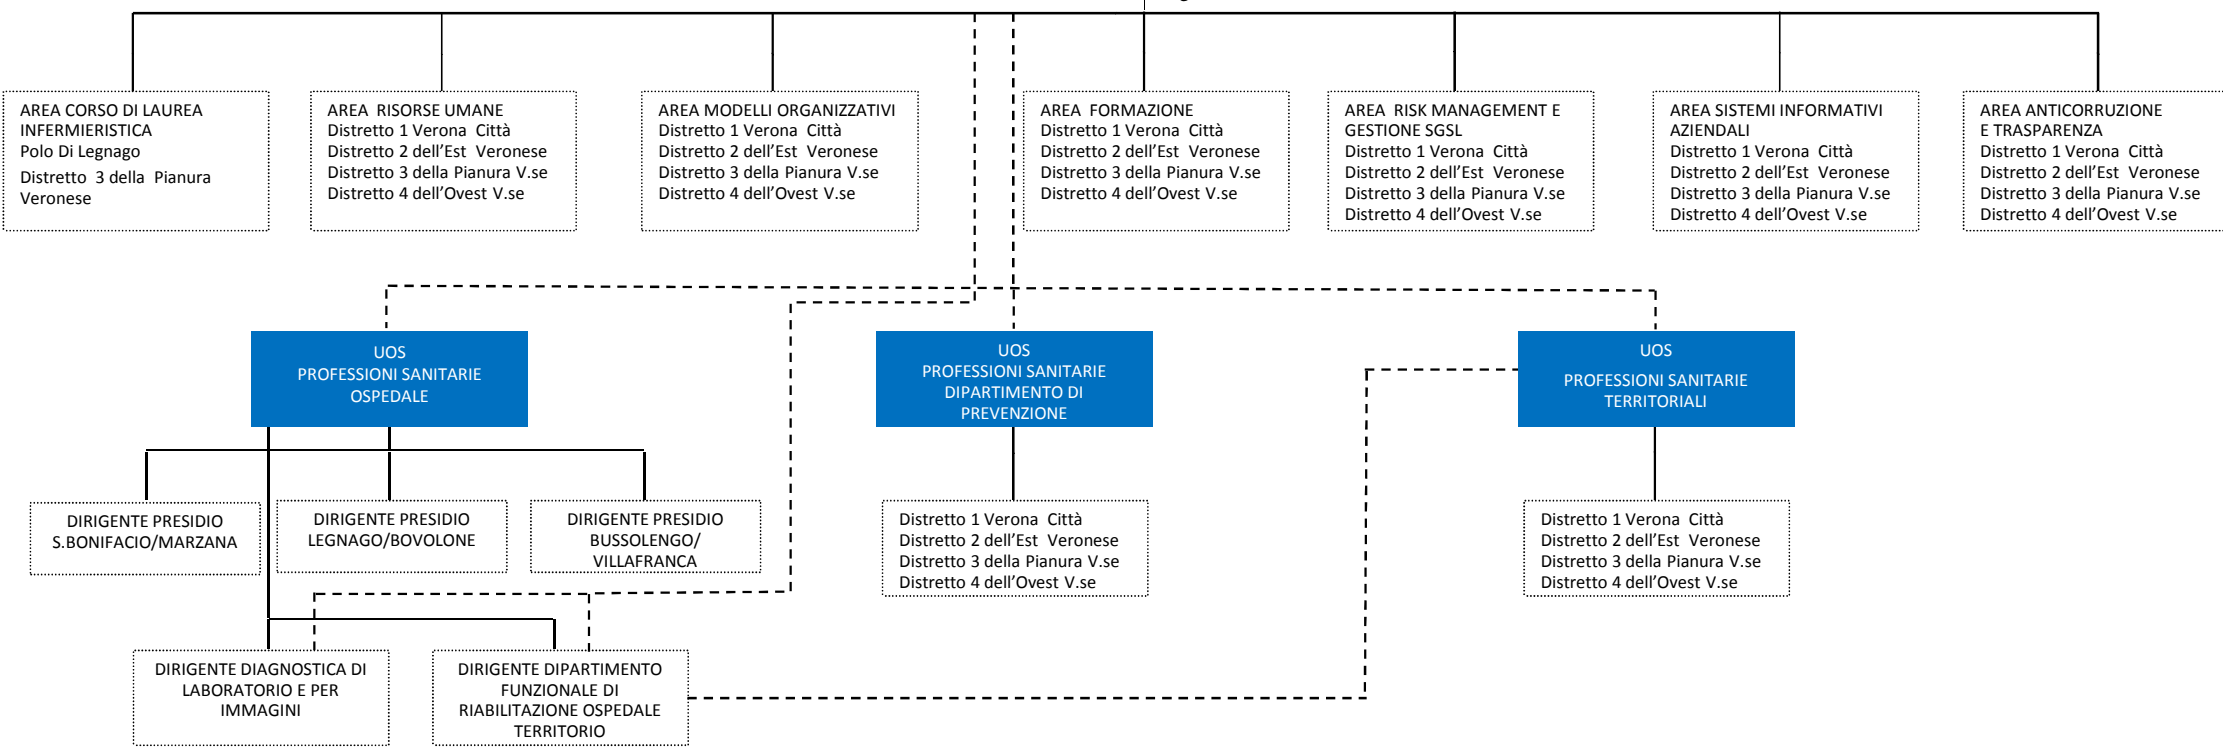 AREA CORSO DI LAUREA
INFERMIERISTICA
Polo Di Legnago
Distretto 3 della Pianura
Veronese
AREA RISORSE UMANE
Distretto 1 Verona Città
Distretto 2 dell'Est Veronese
Distretto 3 della Pianura V.se
Distretto 4 dell'Ovest V.se
AREA MODELLI ORGANIZZATIVI
Distretto 1 Verona Città
Distretto 2 dell'Est Veronese
Distretto 3 della Pianura V.se
Distretto 4 dell'Ovest V.se
AREA FORMAZIONE
Distretto 1 Verona Città
Distretto 2 dell'Est Veronese
Distretto 3 della Pianura V.se
Distretto 4 dell'Ovest V.se
AREA RISK MANAGEMENT E
GESTIONE SGSL
Distretto 1 Verona Città
Distretto 2 dell'Est Veronese
Distretto 3 della Pianura V.se
Distretto 4 dell'Ovest V.se
AREA SISTEMI INFORMATIVI
AZIENDALI
Distretto 1 Verona Città
Distretto 2 dell'Est Veronese
Distretto 3 della Pianura V.se
Distretto 4 dell'Ovest V.se
AREA ANTICORRUZIONE
E TRASPARENZA
Distretto 1 Verona Città
Distretto 2 dell'Est Veronese
Distretto 3 della Pianura V.se
Distretto 4 dell'Ovest V.se
UOS
PROFESSIONI SANITARIE
OSPEDALE
UOS
PROFESSIONI SANITARIE
DIPARTIMENTO DI
PREVENZIONE
UOS
PROFESSIONI SANITARIE
TERRITORIALI
DIRIGENTE PRESIDIO
S.BONIFACIO/MARZANA
DIRIGENTE PRESIDIO
LEGNAGO/BOVOLONE
DIRIGENTE PRESIDIO
BUSSOLENGO/
VILLAFRANCA
Distretto 1 Verona Città
Distretto 2 dell'Est Veronese
Distretto 3 della Pianura V.se
Distretto 4 dell'Ovest V.se
Distretto 1 Verona Città
Distretto 2 dell'Est Veronese
Distretto 3 della Pianura V.se
Distretto 4 dell'Ovest V.se
DIRIGENTE DIAGNOSTICA DI
LABORATORIO E PER
IMMAGINI
DIRIGENTE DIPARTIMENTO
FUNZIONALE DI
RIABILITAZIONE OSPEDALE
TERRITORIO